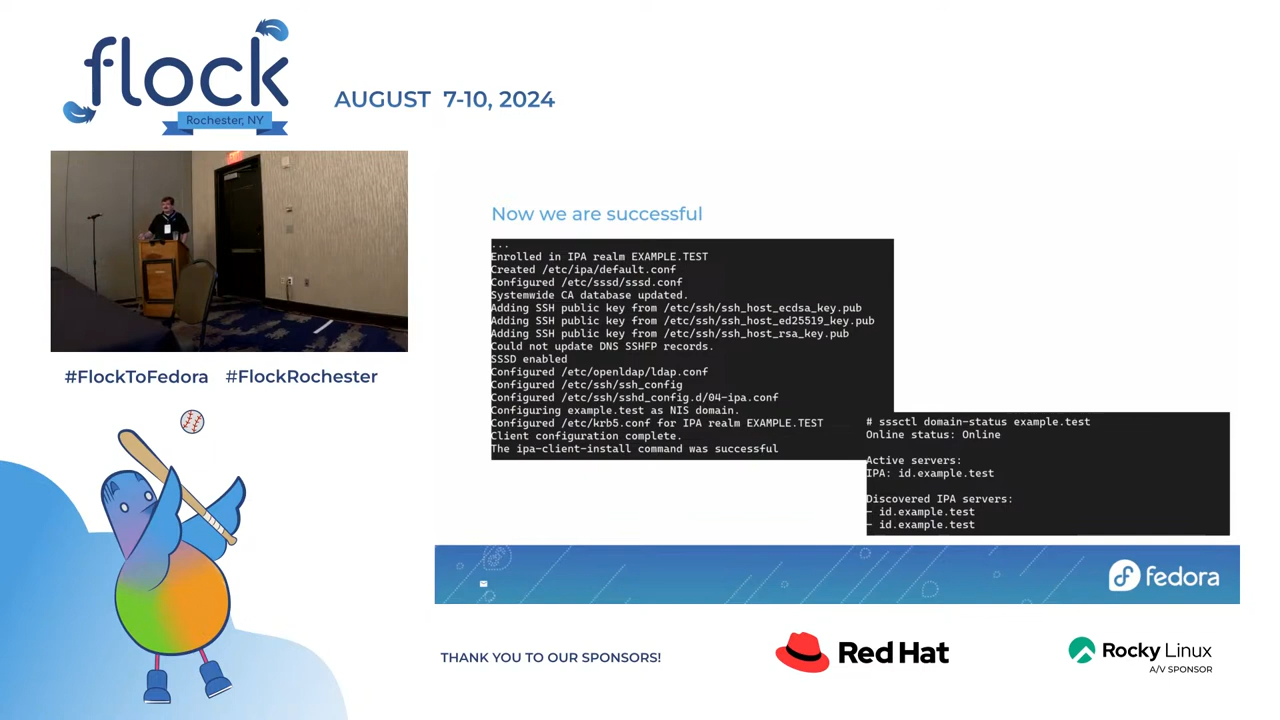 flock
Rochester, NY
AUGUST 7-10, 2024
#FlockToFedora #FlockRochester
Now we are successful
...
Enrolled in IPA realm EXAMPLE.TEST
Created /etc/ipa/default.conf
Configured /etc/sssd/sssd.conf
Systemwide CA database updated.
Adding SSH public key from /etc/ssh/ssh_host_ecdsa_key.pub
Adding SSH public key from /etc/ssh/ssh_host_ed25519_key.pub
Adding SSH public key from /etc/ssh/ssh_host_rsa_key.pub
Could not update DNS SSHFP records.
SSSD enabled
Configured /etc/openldap/ldap.conf
Configured /etc/ssh/ssh_config
Configured /etc/ssh/sshd_config.d/04-ipa.conf
Configuring example.test as NIS domain.
Configured /etc/krb5.conf for IPA realm EXAMPLE.TEST
Client configuration complete.
The ipa-client-install command was successful
# sssctl domain-status example.test
Online status: Online
Active servers:
IPA: id.example.test
Discovered IPA servers:
- id.example.test
- id.example.test
fedora
THANK YOU TO OUR SPONSORS!
Red Hat
Rocky Linux
A/V SPONSOR